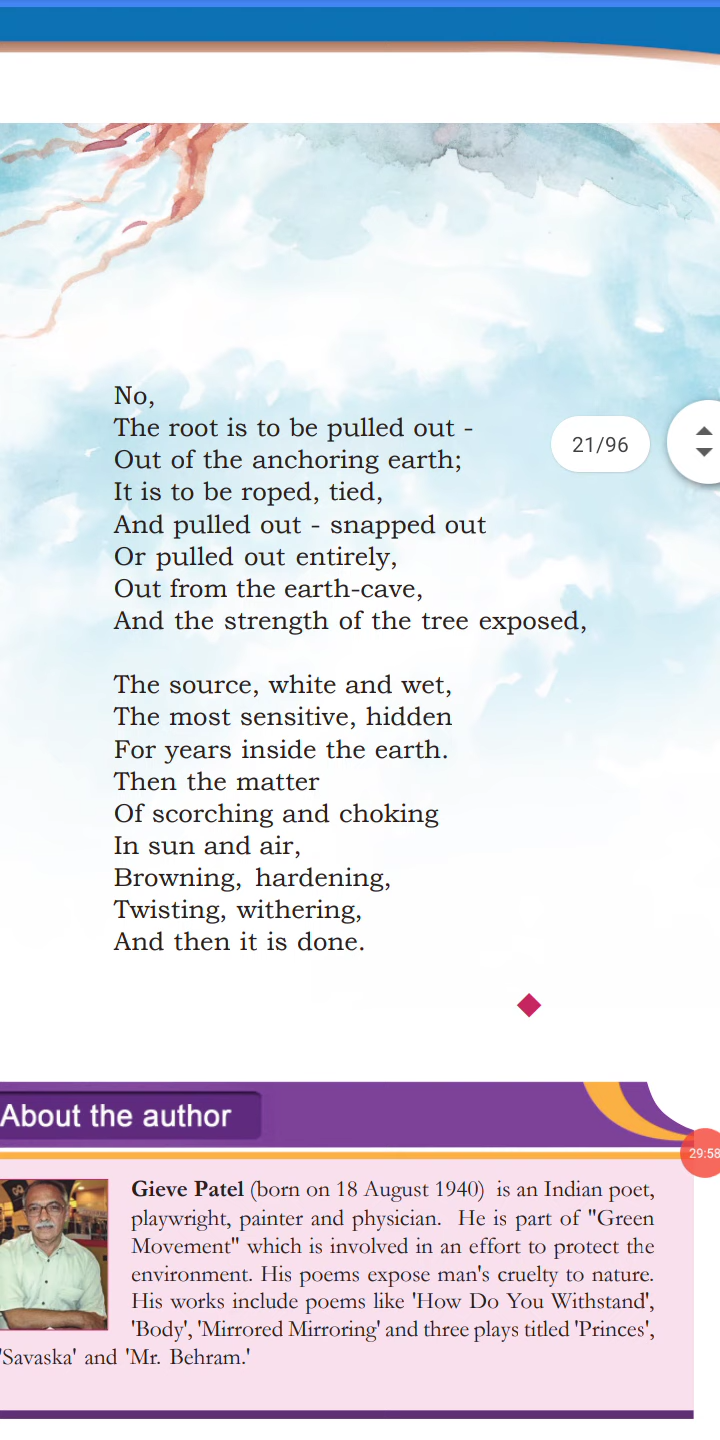 21/96
No,
The root is to be pulled out -
Out of the anchoring earth;
It is to be roped, tied,
And pulled out - snapped out
Or pulled out entirely,
Out from the earth-cave,
And the strength of the tree exposed,
The source, white and wet,
The most sensitive, hidden
For years inside the earth.
Then the matter
Of scorching and choking
In sun and air,
Browning, hardening,
Twisting, withering,
And then it is done.
About the author
29:58
Gieve Patel (born on 18 August 1940) is an Indian poet,
playwright, painter and physician. He is part of "Green
Movement" which is involved in an effort to protect the
environment. His poems expose man's cruelty to nature.
His works include poems like 'How Do You Withstand',
'Body', 'Mirrored Mirroring' and three plays titled 'Princes',
'Savaska' and 'Mr. Behram.'